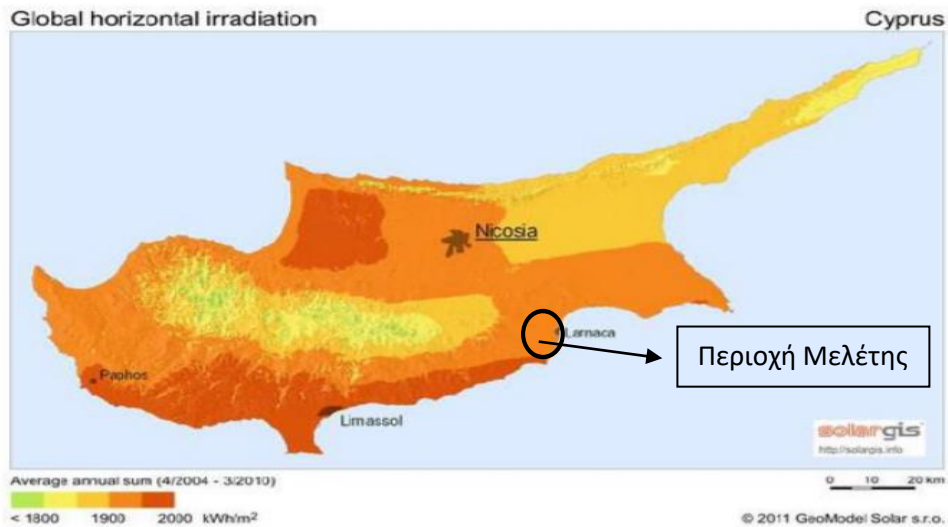 Global horizontal irradiation
Cyprus
Nicosia
Larnaca
Περιοχή Μελέτης
Paphos
Limassol
solargis
http://solargis.info
Average annual sum (4/2004 - 3/2010)
0 10 20 km
< 1800 1900 2000 kWh/m²
© 2011 GeoModel Solar s.r.o.